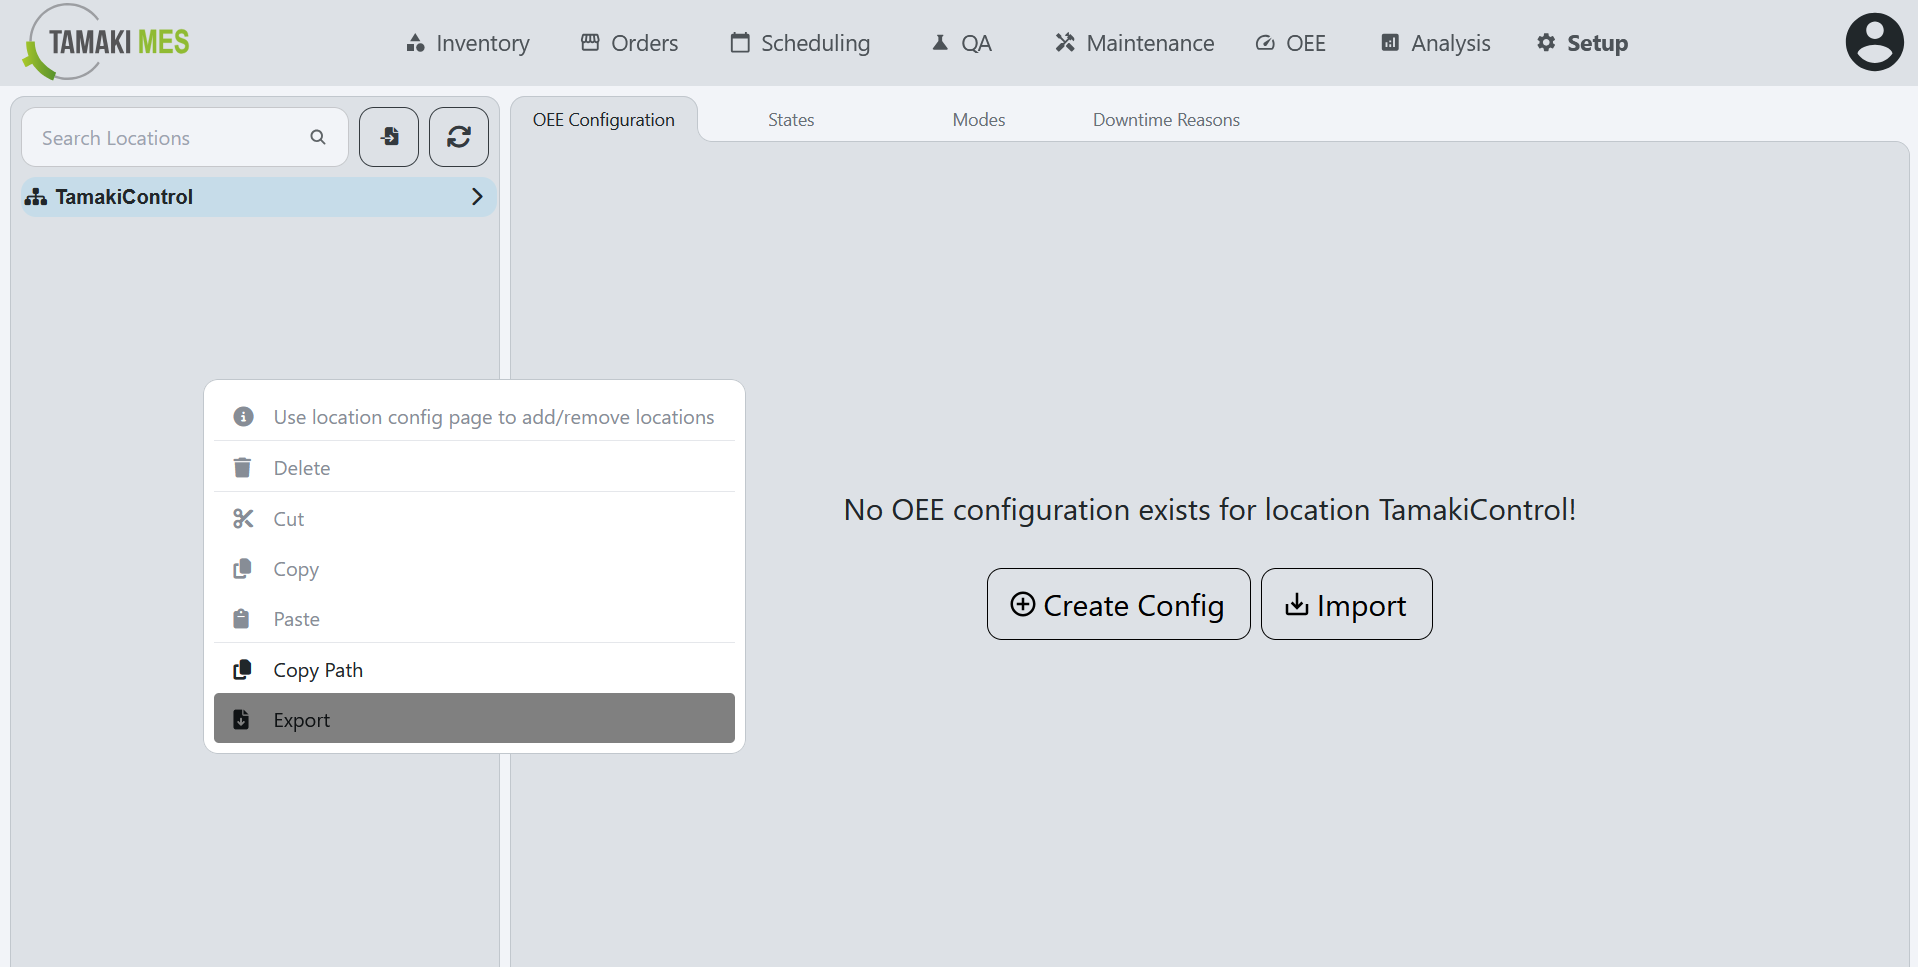 TAMAKI MES
Inventory
Orders
Scheduling
QA
Maintenance
OEE
Analysis
Setup
Search Locations
TamakiControl
OEE Configuration
States
Modes
Downtime Reasons
Use location config page to add/remove locations
Delete
Cut
Copy
Paste
Copy Path
Export
No OEE configuration exists for location TamakiControl!
Create Config
Import